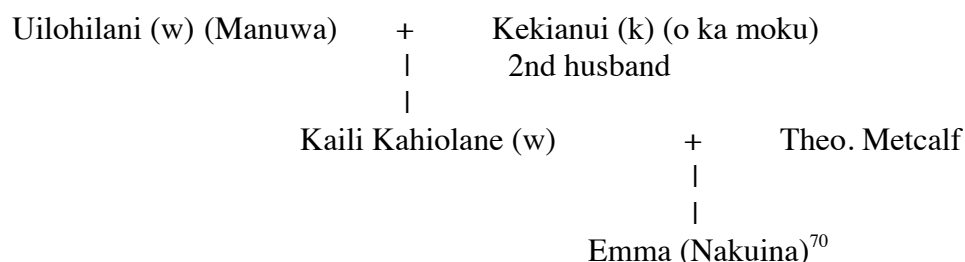 Uilohilani (w) (Manuwa) + Kekianui (k) (o ka moku)
| 2nd husband
|
Kaili Kahiolane (w) + Theo. Metcalf
|
|
Emma (Nakuina)70